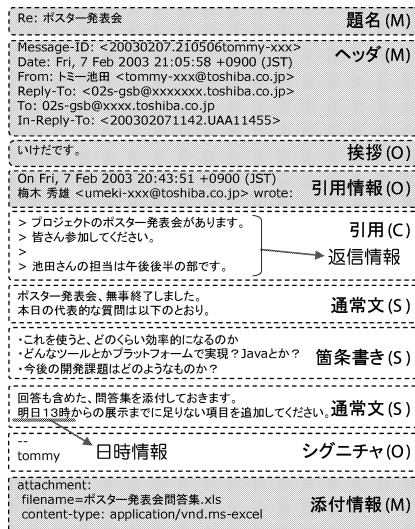 Re: ポスター発表会
題名(M)
Message-ID: <20030207.210506tommy-xxx>
ヘッダ(M)
Date: Fri, 7 Feb 2003 21:05:58 +0900 (JST)
From: トミー池田 <tommy-xxx@toshiba.co.jp>
Reply-To: <02s-gsb@xxxxxxx.toshiba.co.jp>
To: 02s-gsb@xxxx.toshiba.co.jp
In-Reply-To: <200302071142.UAA11455>
いけだです。
挨拶(O)
On Fri, 7 Feb 2003 20:43:51 +0900 (JST)
梅木 秀雄 <umeki-xxx@toshiba.co.jp> wrote:
引用情報(O)
> プロジェクトのポスター発表会があります。
> 皆さん参加してください。
>
> 池田さんの担当は午後後半の部です。
引用(C)
返信情報
ポスター発表会、無事終了しました。
本日の代表的な質問は以下のとおり。
通常文(S)
・これを使うと、どのくらい効率的になるのか
・どんなツールとかプラットフォームで実現?Javaとか?
・今後の開発課題はどのようなものか?
箇条書き(S)
回答も含めた、問答集を添付しておきます。
明日13時からの展示までに足りない項目を追加してください。
通常文(S)
--
tommy
日時情報
シグニチャ(O)
attachment:
filename=ポスター発表会問答集.xls
content-type: application/vnd.ms-excel
添付情報(M)